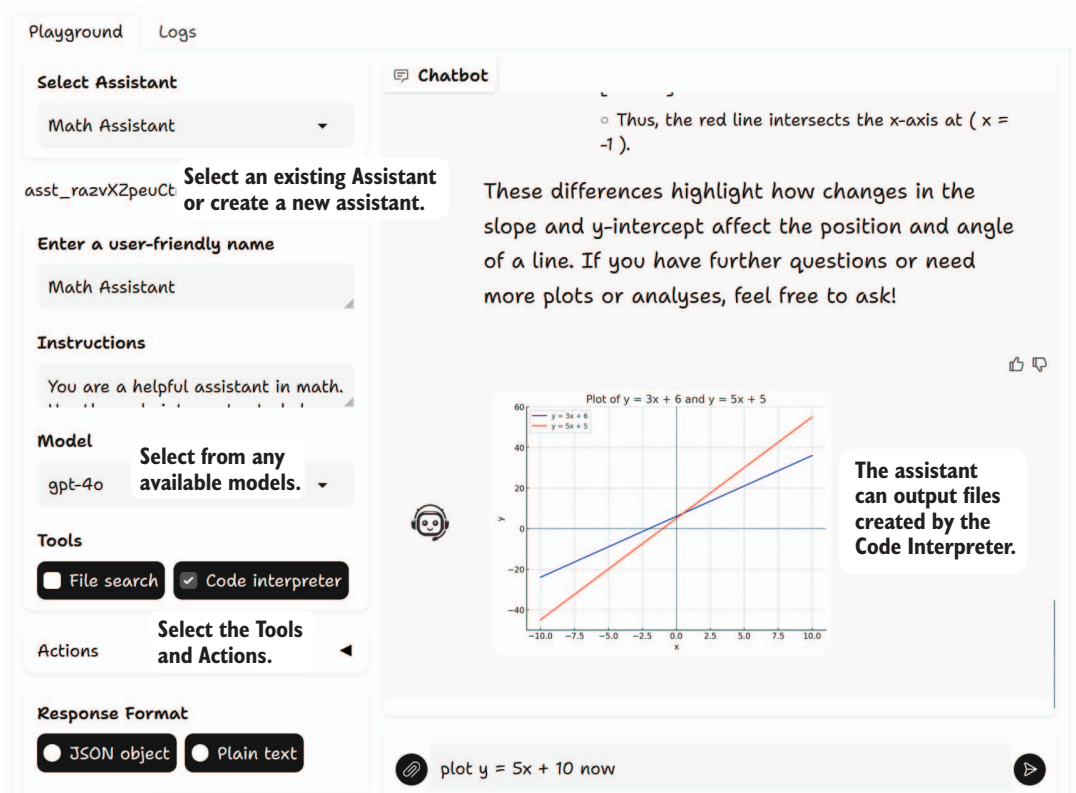 Playground
Logs
Select Assistant
Math Assistant
asst_razvXZpeuCt
Select an existing Assistant
or create a new assistant.
Enter a user-friendly name
Math Assistant
Instructions
You are a helpful assistant in math.
Model
gpt-4o
Select from any
available models.
Tools
File search
Code interpreter
Actions
Select the Tools
and Actions.
Response Format
JSON object
Plain text
Chatbot
○ Thus, the red line intersects the x-axis at ( x =
-1 ).
These differences highlight how changes in the
slope and y-intercept affect the position and angle
of a line. If you have further questions or need
more plots or analyses, feel free to ask!
Plot of y = 3x + 6 and y = 5x + 5
y = 3x + 6
y = 5x + 5
60
40
20
0
−20
−40
y
−10.0 −7.5 −5.0 −2.5 0.0 2.5 5.0 7.5 10.0
x
The assistant
can output files
created by the
Code Interpreter.
plot y = 5x + 10 now